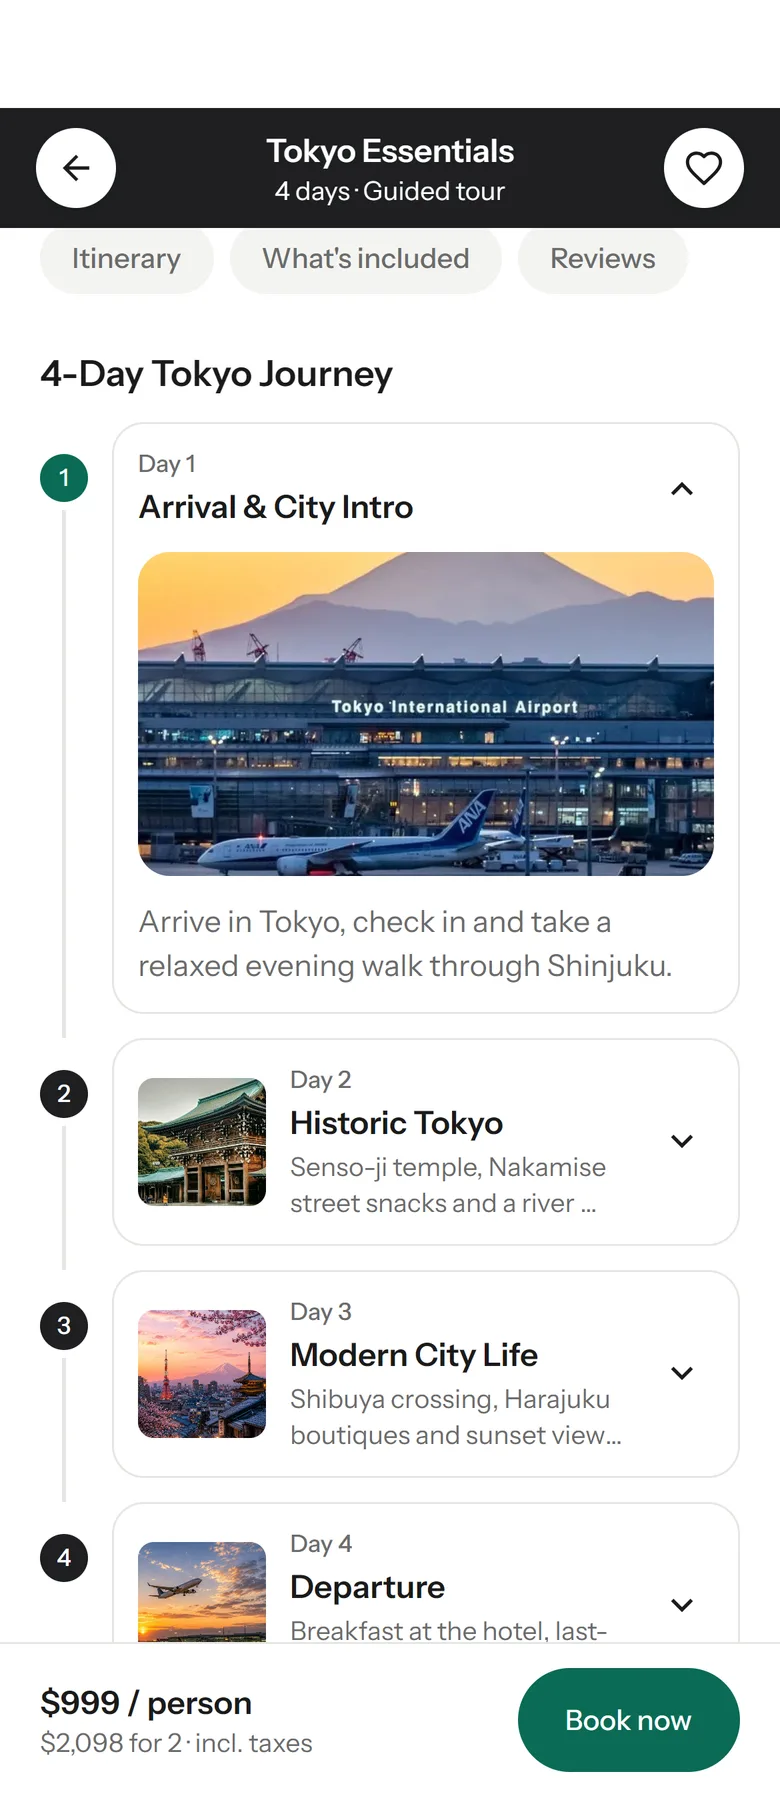 Tokyo Essentials
4 days · Guided tour
Itinerary
What's included
Reviews
4-Day Tokyo Journey
1
Day 1
Arrival & City Intro
Tokyo International Airport
ANA
ANA
Arrive in Tokyo, check in and take a
relaxed evening walk through Shinjuku.
2
Day 2
Historic Tokyo
Senso-ji temple, Nakamise
street snacks and a river ...
3
Day 3
Modern City Life
Shibuya crossing, Harajuku
boutiques and sunset view...
4
Day 4
Departure
Breakfast at the hotel, last-
$999 / person
$2,098 for 2 · incl. taxes
Book now